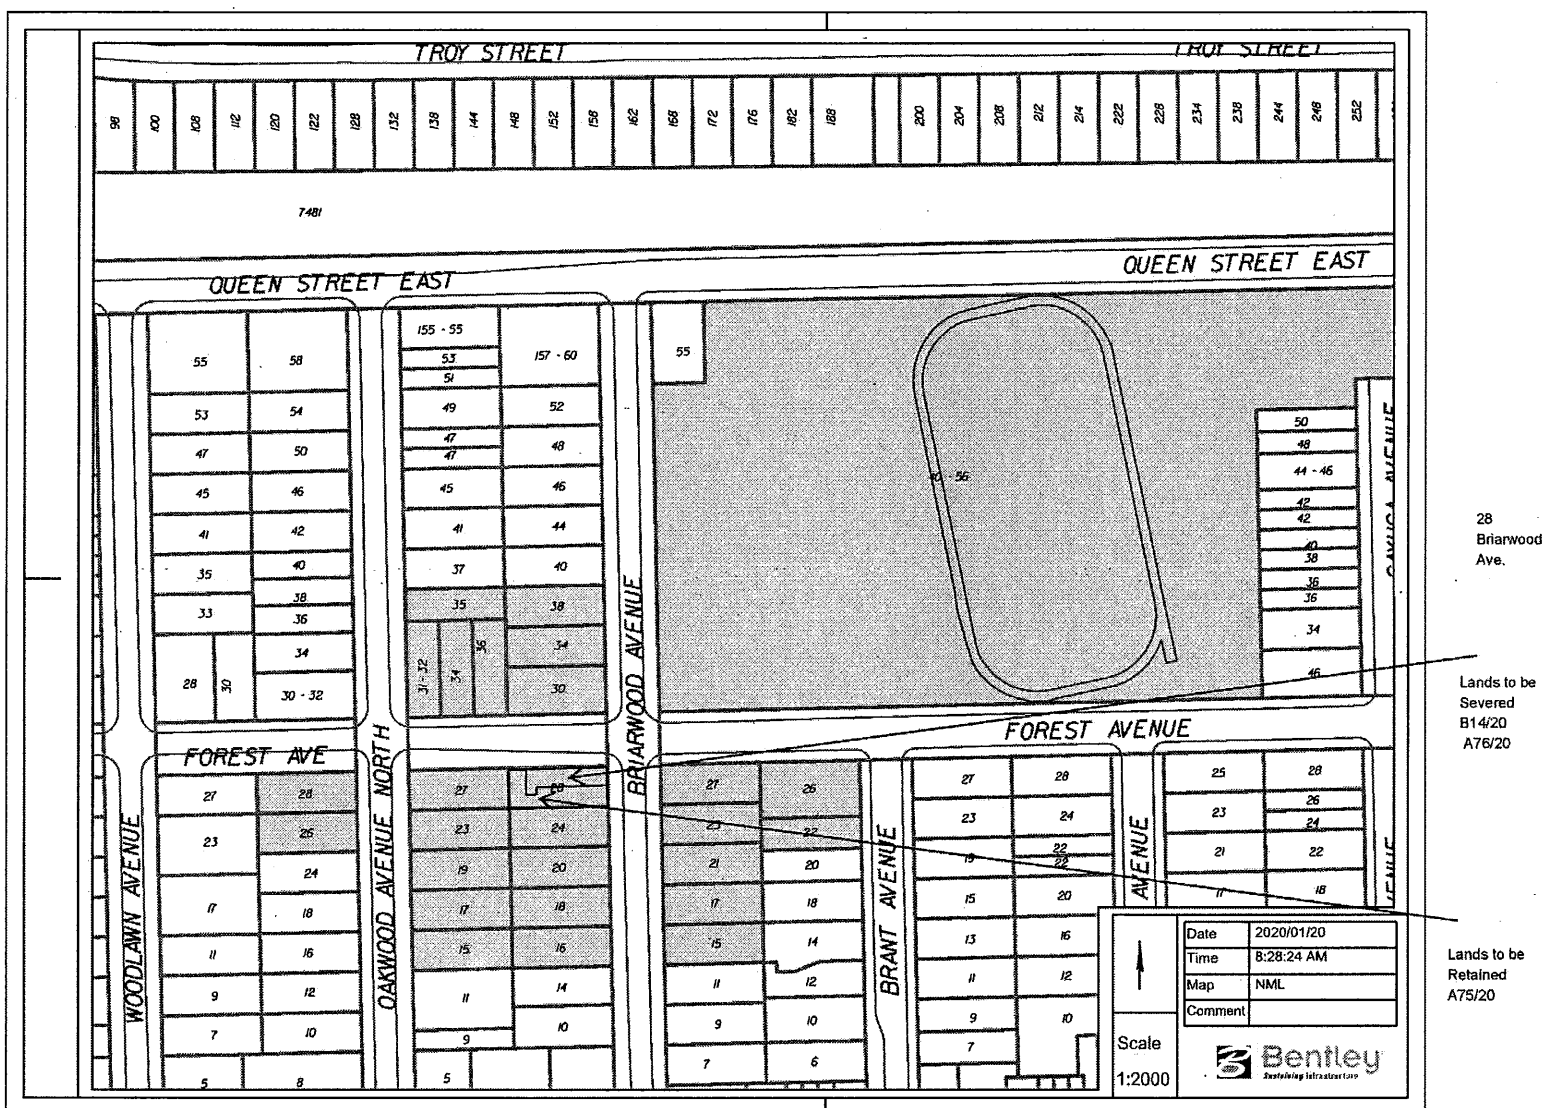 TROY STREET
TROY STREET
98 100 108 112 120 122 128 132 138 144 148 152 158 162 168 172 176 182 188 200 204 208 212 214 222 228 234 238 244 248 252
7481
QUEEN STREET EAST
QUEEN STREET EAST
55 58
53 54
47 50
45 46
41 42
35 40
38
33 36
34
28 30 30 - 32
155 - 55
53 157 - 60
51
49 52
47
47 48
45 46
41 44
37 40
35 38
31 - 32 34 36 34
30
55
40 - 56
50
48
44 - 46
42
42
40
38
36
36
34
46
CAYUGA AVENUE
BRIARWOOD AVENUE
28
Briarwood
Ave.
Lands to be
Severed
B14/20
A76/20
FOREST AVE
FOREST AVENUE
WOODLAWN AVENUE
OAKWOOD AVENUE NORTH
BRANT AVENUE
AVENUE
27 28
23 26
24
17 18
11 16
9 12
7 10
5 8
27 28
23 24
19 20
17 18
15 16
11 14
9 10
5
27 26
23 22
21 20
17 18
15 14
11 12
9 10
7 6
27 28
23 24
19 22
22
15 20
13 16
11 12
9 10
7
25 28
23 26
24
21 22
17 18
Lands to be
Retained
A75/20
Date 2020/01/20
Time 8:28:24 AM
Map NML
Comment
Scale
1:2000
Bentley
Sustaining Infrastructure